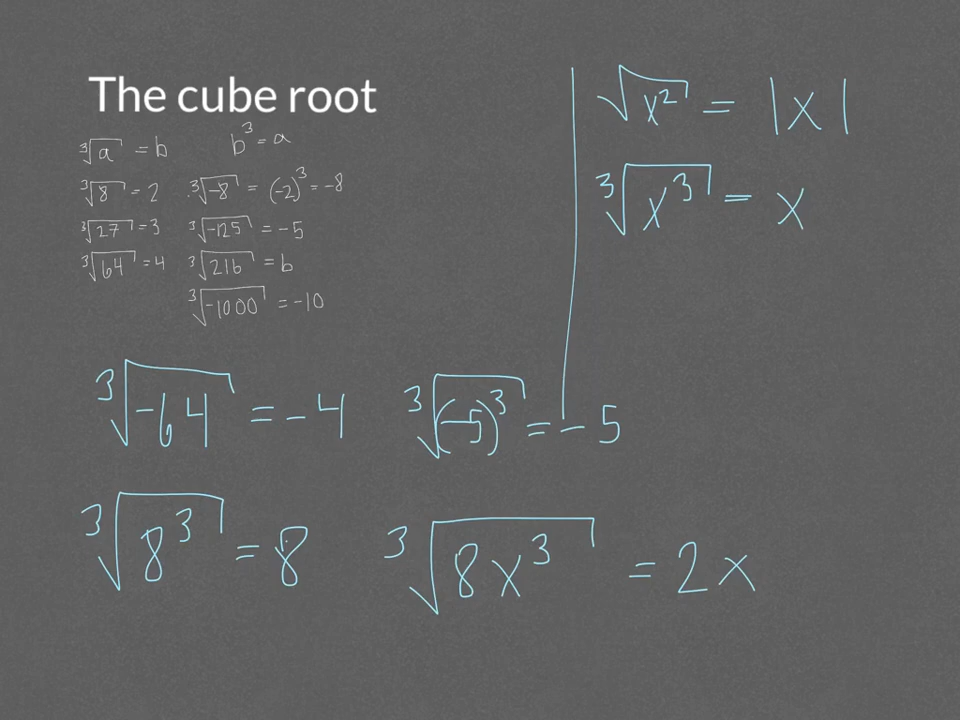 The cube root
∛a = b    b³ = a
∛8 = 2    ∛-8 = (-2)³ = -8
∛27 = 3    ∛-125 = -5
∛64 = 4    ∛216 = 6
∛-1000 = -10
√x² = |x|
∛x³ = x
∛-64 = -4    ∛(-5)³ = -5
∛8³ = 8    ∛8x³ = 2x